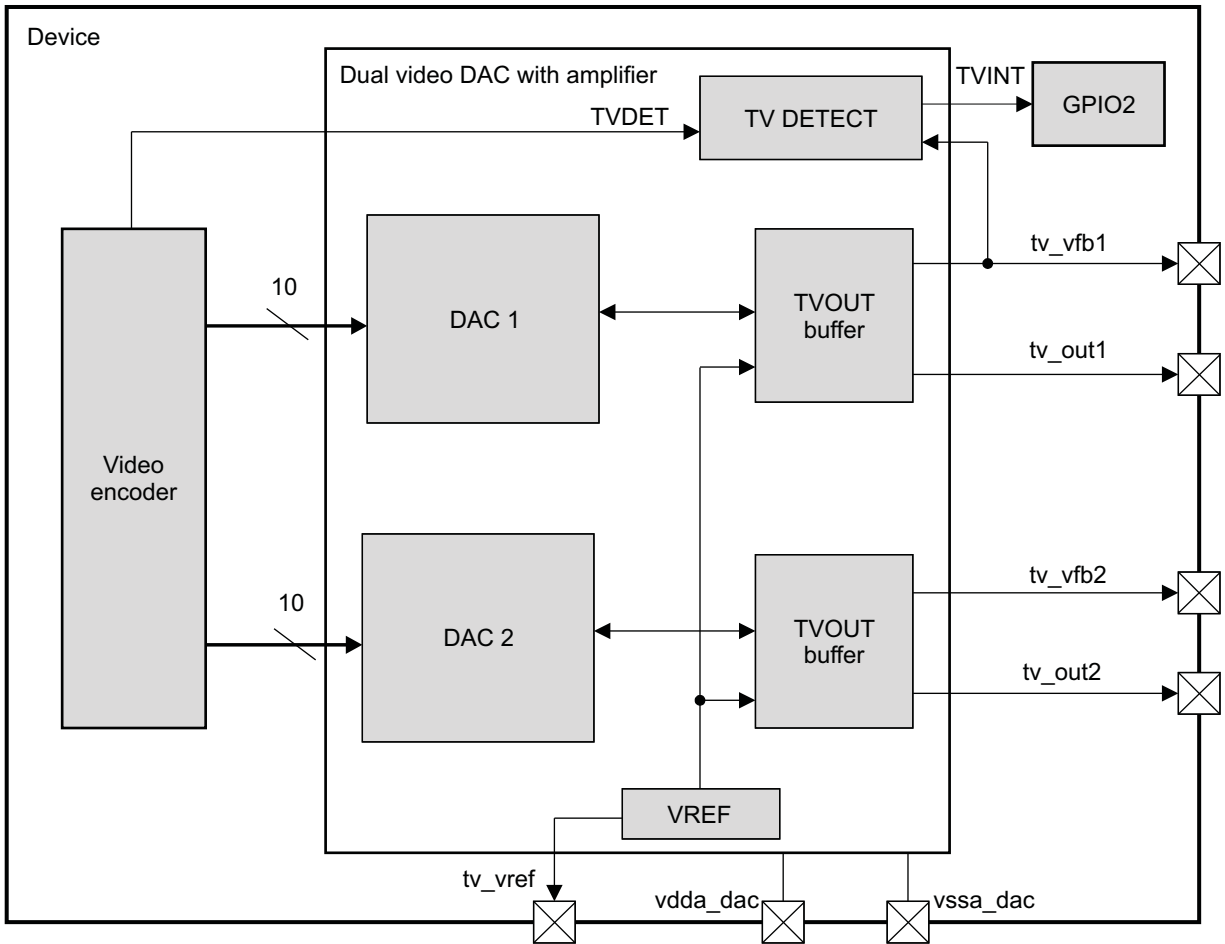 Device
Dual video DAC with amplifier
TVDET
TV DETECT
TVINT
GPIO2
10
DAC 1
TVOUT
buffer
tv_vfb1
tv_out1
Video
encoder
10
DAC 2
TVOUT
buffer
tv_vfb2
tv_out2
VREF
tv_vref
vdda_dac
vssa_dac